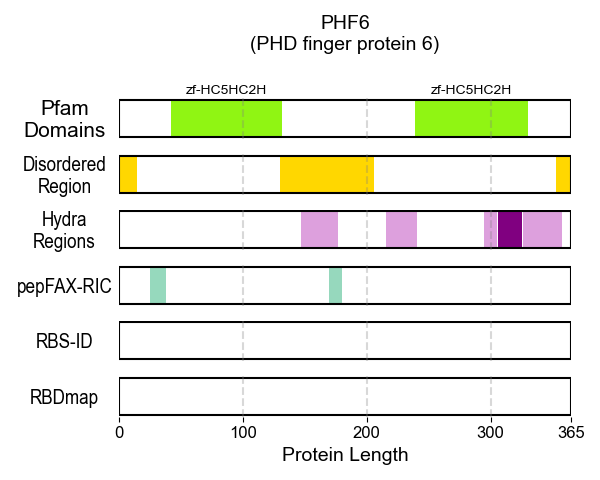 PHF6
(PHD finger protein 6)
zf-HC5HC2H zf-HC5HC2H
Pfam
Domains
Disordered
Region
Hydra
Regions
pepFAX-RIC
RBS-ID
RBDmap
0 100 200 300 365
Protein Length